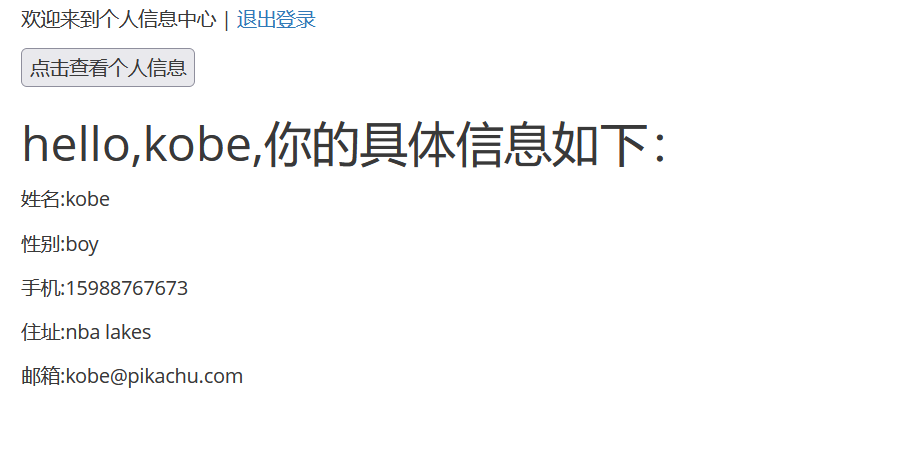 欢迎来到个人信息中心 | 退出登录
点击查看个人信息
hello,kobe,你的具体信息如下：
姓名:kobe
性别:boy
手机:15988767673
住址:nba lakes
邮箱:kobe@pikachu.com